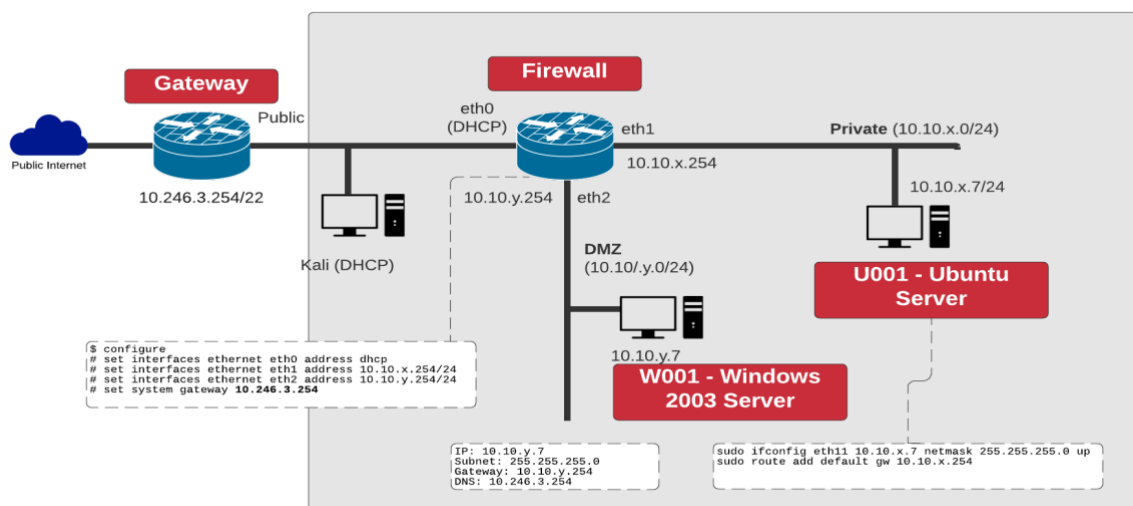 Gateway
Firewall
Public
eth0
(DHCP)
eth1
Private (10.10.x.0/24)
Public Internet
10.246.3.254/22
10.10.x.254
10.10.y.254
eth2
10.10.x.7/24
Kali (DHCP)
DMZ
(10.10/.y.0/24)
U001 - Ubuntu
Server
10.10.y.7
W001 - Windows
2003 Server
$ configure
# set interfaces ethernet eth0 address dhcp
# set interfaces ethernet eth1 address 10.10.x.254/24
# set interfaces ethernet eth2 address 10.10.y.254/24
# set system gateway 10.246.3.254
IP: 10.10.y.7
Subnet: 255.255.255.0
Gateway: 10.10.y.254
DNS: 10.246.3.254
sudo ifconfig eth11 10.10.x.7 netmask 255.255.255.0 up
sudo route add default gw 10.10.x.254